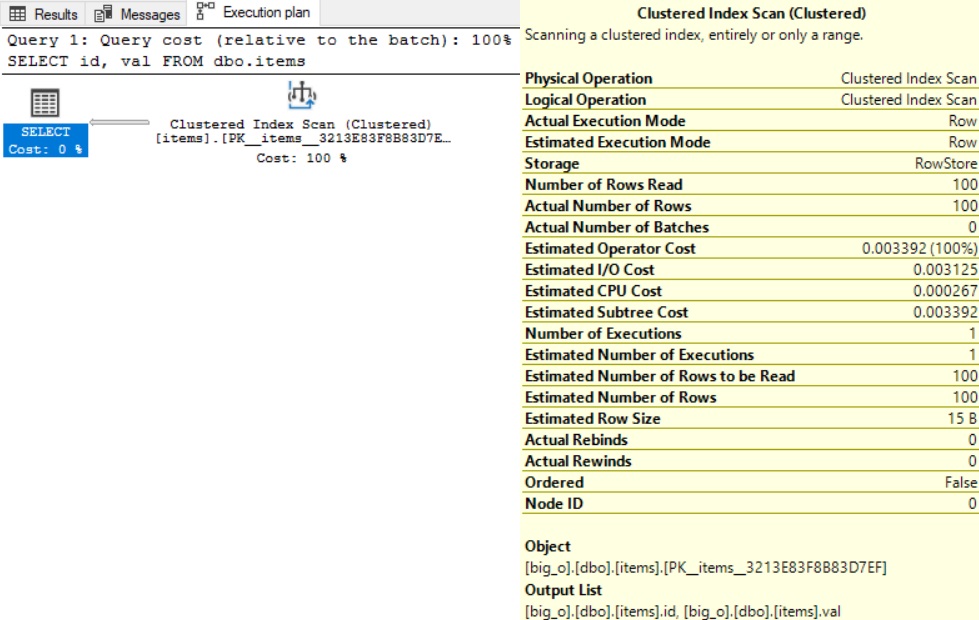 Results Messages Execution plan
Query 1: Query cost (relative to the batch): 100%
SELECT id, val FROM dbo.items
SELECT
Cost: 0 %
Clustered Index Scan (Clustered)
[items].[PK__items__3213E83F8B83D7E…
Cost: 100 %
Clustered Index Scan (Clustered)
Scanning a clustered index, entirely or only a range.
Physical Operation Clustered Index Scan
Logical Operation Clustered Index Scan
Actual Execution Mode Row
Estimated Execution Mode Row
Storage RowStore
Number of Rows Read 100
Actual Number of Rows 100
Actual Number of Batches 0
Estimated Operator Cost 0.003392 (100%)
Estimated I/O Cost 0.003125
Estimated CPU Cost 0.000267
Estimated Subtree Cost 0.003392
Number of Executions 1
Estimated Number of Executions 1
Estimated Number of Rows to be Read 100
Estimated Number of Rows 100
Estimated Row Size 15 B
Actual Rebinds 0
Actual Rewinds 0
Ordered False
Node ID 0
Object
[big_o].[dbo].[items].[PK__items__3213E83F8B83D7EF]
Output List
[big_o].[dbo].[items].id, [big_o].[dbo].[items].val